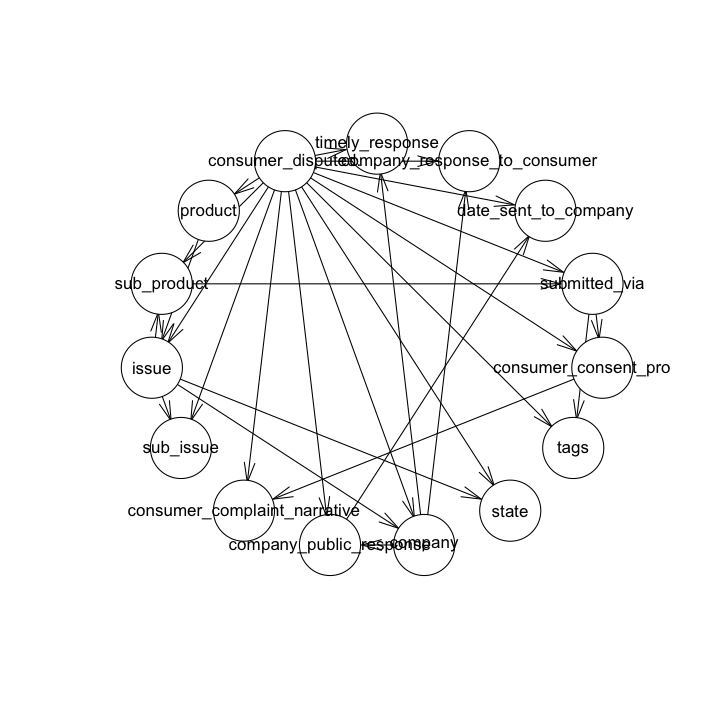 timely_response
consumer_disputed
company_response_to_consumer
product
date_sent_to_company
sub_product
submitted_via
issue
consumer_consent_pro
sub_issue
tags
consumer_complaint_narrative
state
company_public_response
company